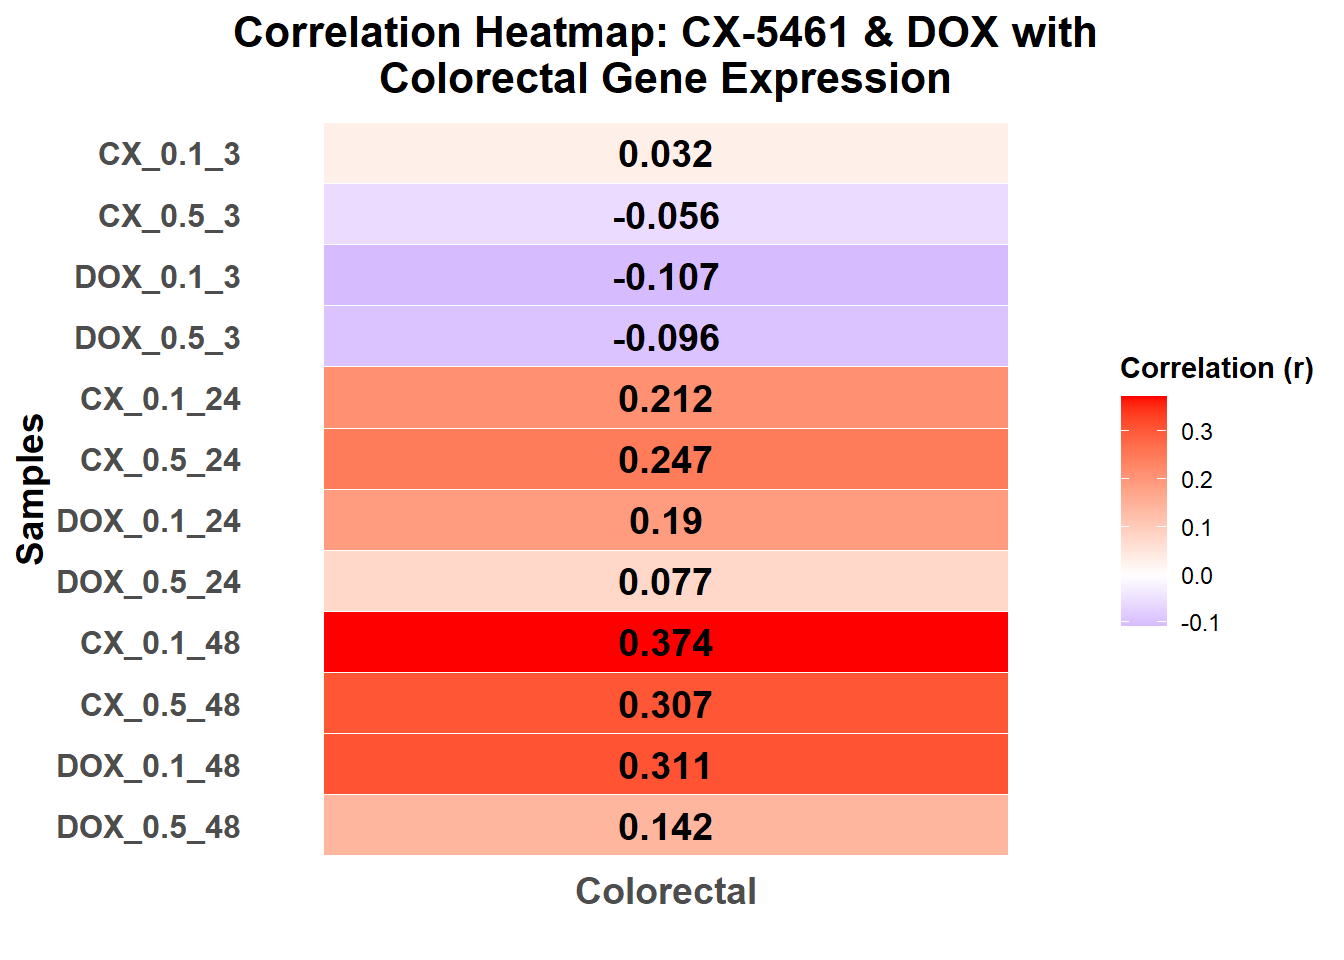 Correlation Heatmap: CX-5461 & DOX with
Colorectal Gene Expression
Samples
CX_0.1_3 0.032
CX_0.5_3 -0.056
DOX_0.1_3 -0.107
DOX_0.5_3 -0.096
CX_0.1_24 0.212
CX_0.5_24 0.247
DOX_0.1_24 0.19
DOX_0.5_24 0.077
CX_0.1_48 0.374
CX_0.5_48 0.307
DOX_0.1_48 0.311
DOX_0.5_48 0.142
Colorectal
Correlation (r)
0.3
0.2
0.1
0.0
-0.1